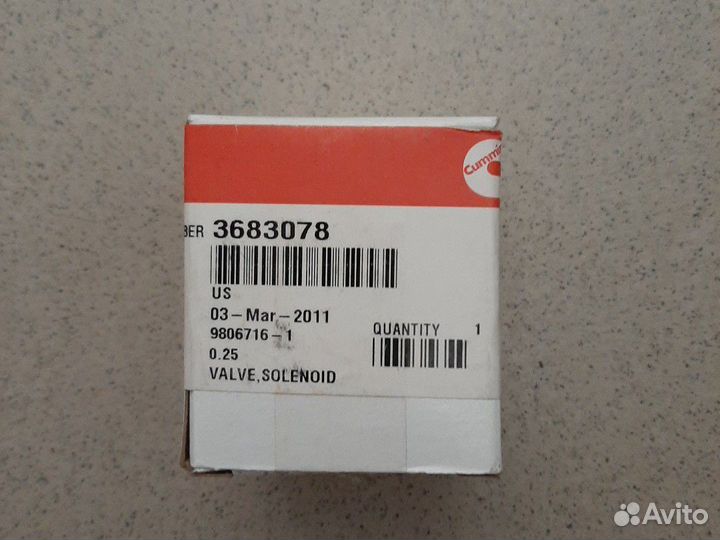 Cummin
BER 3683078
US
03-Mar-2011
9806716-1
QUANTITY 1
0.25
VALVE,SOLENOID
Avito